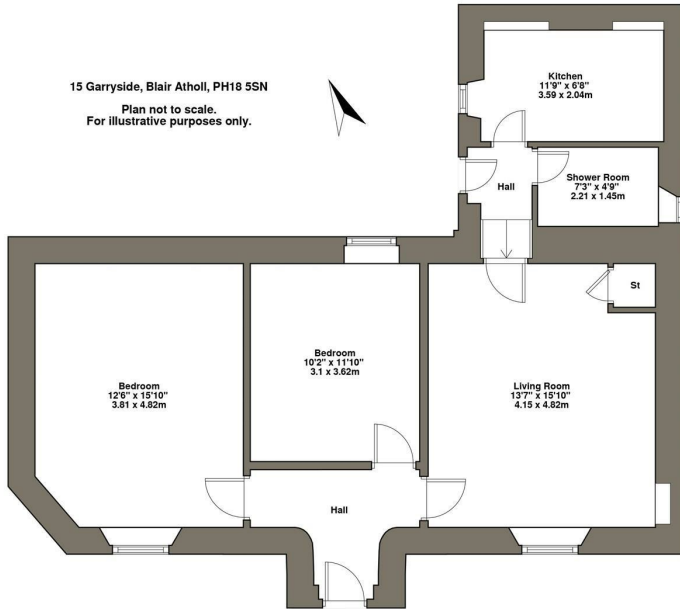 15 Garryside, Blair Atholl, PH18 5SN
Plan not to scale.
For illustrative purposes only.
Kitchen
11'9" x 6'8"
3.59 x 2.04m
Hall
Shower Room
7'3" x 4'9"
2.21 x 1.45m
St
Bedroom
12'6" x 15'10"
3.81 x 4.82m
Bedroom
10'2" x 11'10"
3.1 x 3.62m
Living Room
13'7" x 15'10"
4.15 x 4.82m
Hall